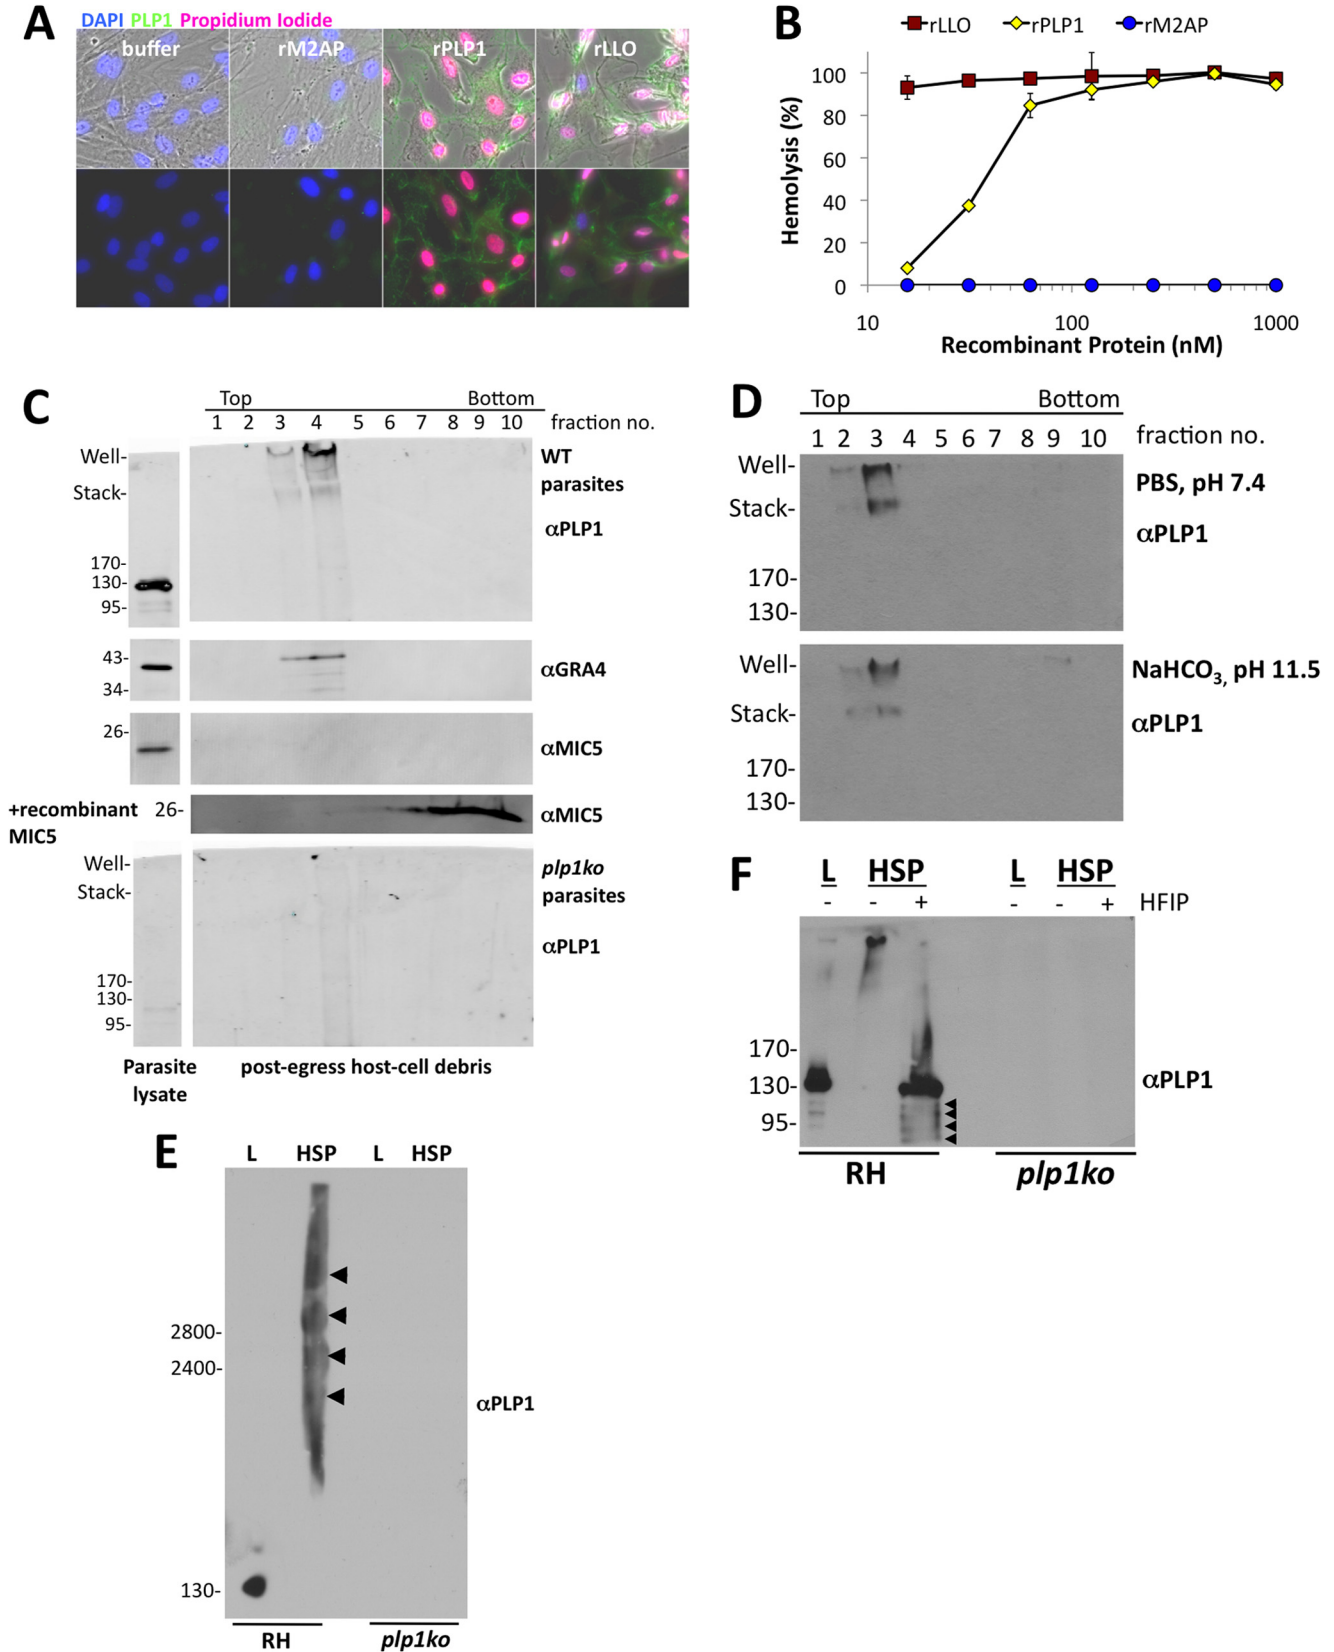 A
DAPI PLP1 Propidium Iodide
buffer rM2AP rPLP1 rLLO
B
rLLO rPLP1 rM2AP
Hemolysis (%)
100
80
60
40
20
0
10 100 1000
Recombinant Protein (nM)
C
Top Bottom
1 2 3 4 5 6 7 8 9 10 fraction no.
Well-
Stack-
170-
130-
95-
WT
parasites
αPLP1
43-
34-
αGRA4
26-
αMIC5
+recombinant
MIC5
26-
αMIC5
Well-
Stack-
170-
130-
95-
plp1ko
parasites
αPLP1
Parasite
lysate
post-egress host-cell debris
D
Top Bottom
1 2 3 4 5 6 7 8 9 10 fraction no.
Well-
Stack-
170-
130-
PBS, pH 7.4
αPLP1
Well-
Stack-
170-
130-
NaHCO3, pH 11.5
αPLP1
E
L HSP L HSP
2800-
2400-
130-
αPLP1
RH plp1ko
F
L HSP L HSP
- - + - - + HFIP
170-
130-
95-
αPLP1
RH plp1ko